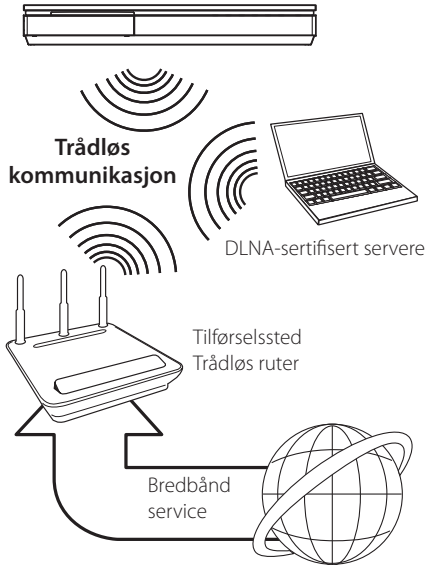 Trådløs
kommunikasjon
DLNA-sertifisert servere
Tilførselssted
Trådløs ruter
Bredbånd
service